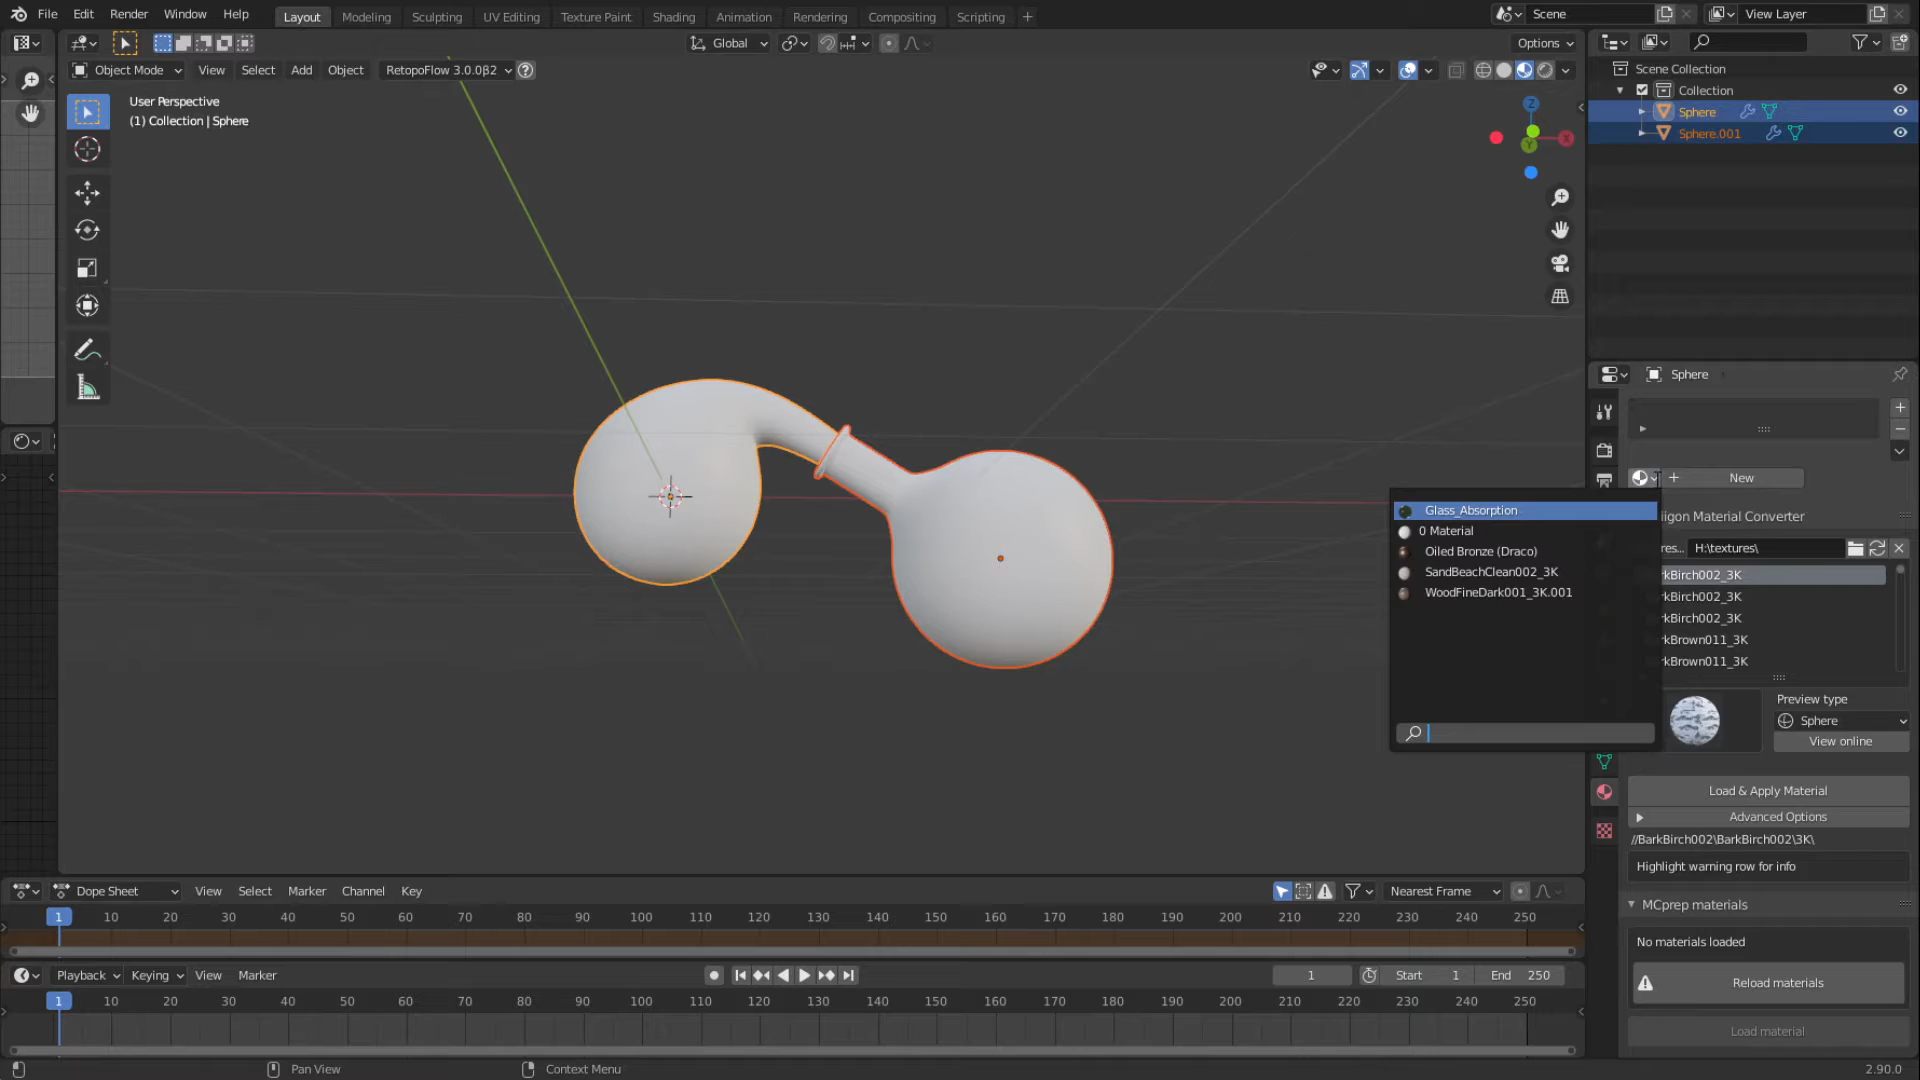 File Edit Render Window Help Layout Modeling Sculpting UV Editing Texture Paint Shading Animation Rendering Compositing Scripting + Scene View Layer
Global Options
Object Mode View Select Add Object RetopoFlow 3.0.0β2
User Perspective
(1) Collection | Sphere
Z
X
Y
Scene Collection
Collection
Sphere
Sphere.001
Sphere
New
Glass_Absorption
0 Material
Oiled Bronze (Draco)
SandBeachClean002_3K
WoodFineDark001_3K.001
iigon Material Converter
res... H:\textures\
rkBirch002_3K
rkBirch002_3K
rkBirch002_3K
rkBrown011_3K
rkBrown011_3K
Preview type
Sphere
View online
Load & Apply Material
Advanced Options
//BarkBirch002\BarkBirch002\3K\
Highlight warning row for info
MCprep materials
No materials loaded
Reload materials
Load material
Dope Sheet View Select Marker Channel Key Nearest Frame
1 10 20 30 40 50 60 70 80 90 100 110 120 130 140 150 160 170 180 190 200 210 220 230 240 250
Playback Keying View Marker 1 Start 1 End 250
1 10 20 30 40 50 60 70 80 90 100 110 120 130 140 150 160 170 180 190 200 210 220 230 240 250
Pan View Context Menu 2.90.0